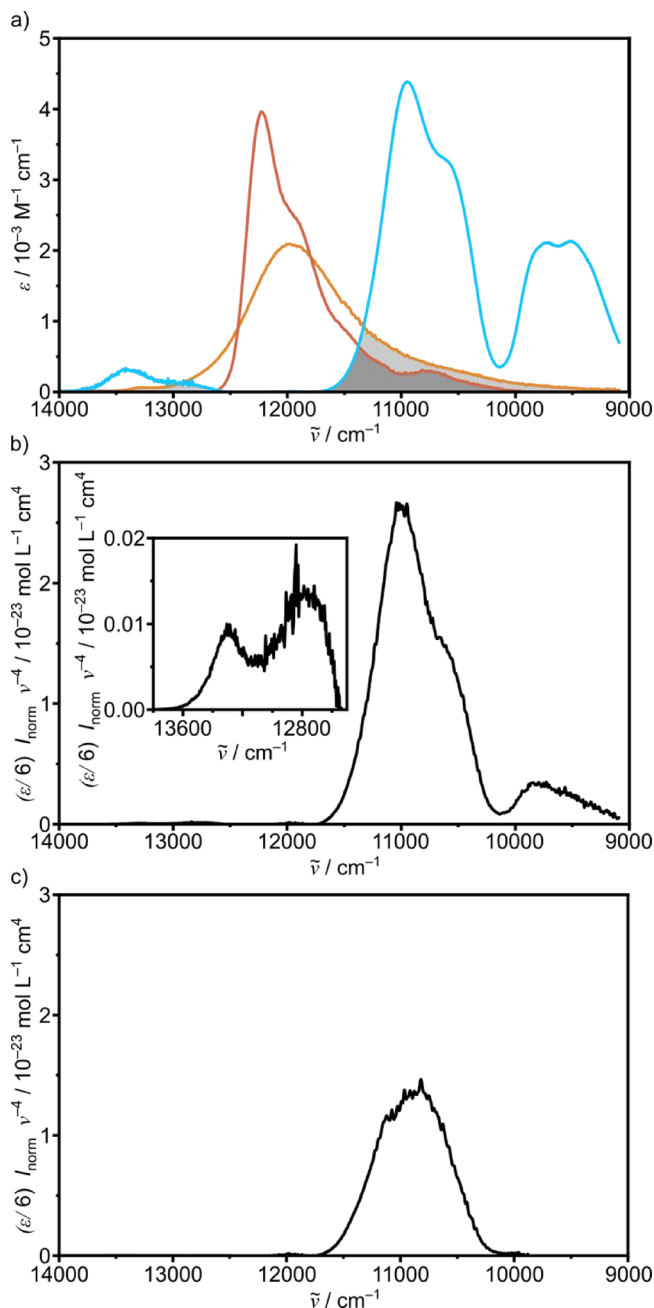 a)
5
4
3
2
1
0
ε / 10⁻³ M⁻¹ cm⁻¹
14000 13000 12000 11000 10000 9000
ṽ / cm⁻¹
b)
3
2
1
0
(ε/ 6) I_norm ν⁻⁴ / 10⁻²³ mol L⁻¹ cm⁴
(ε/ 6) I_norm ν⁻⁴ / 10⁻²³ mol L⁻¹ cm⁴
0.02
0.01
0.00
13600 12800
ṽ / cm⁻¹
14000 13000 12000 11000 10000 9000
ṽ / cm⁻¹
c)
3
2
1
0
(ε/ 6) I_norm ν⁻⁴ / 10⁻²³ mol L⁻¹ cm⁴
14000 13000 12000 11000 10000 9000
ṽ / cm⁻¹